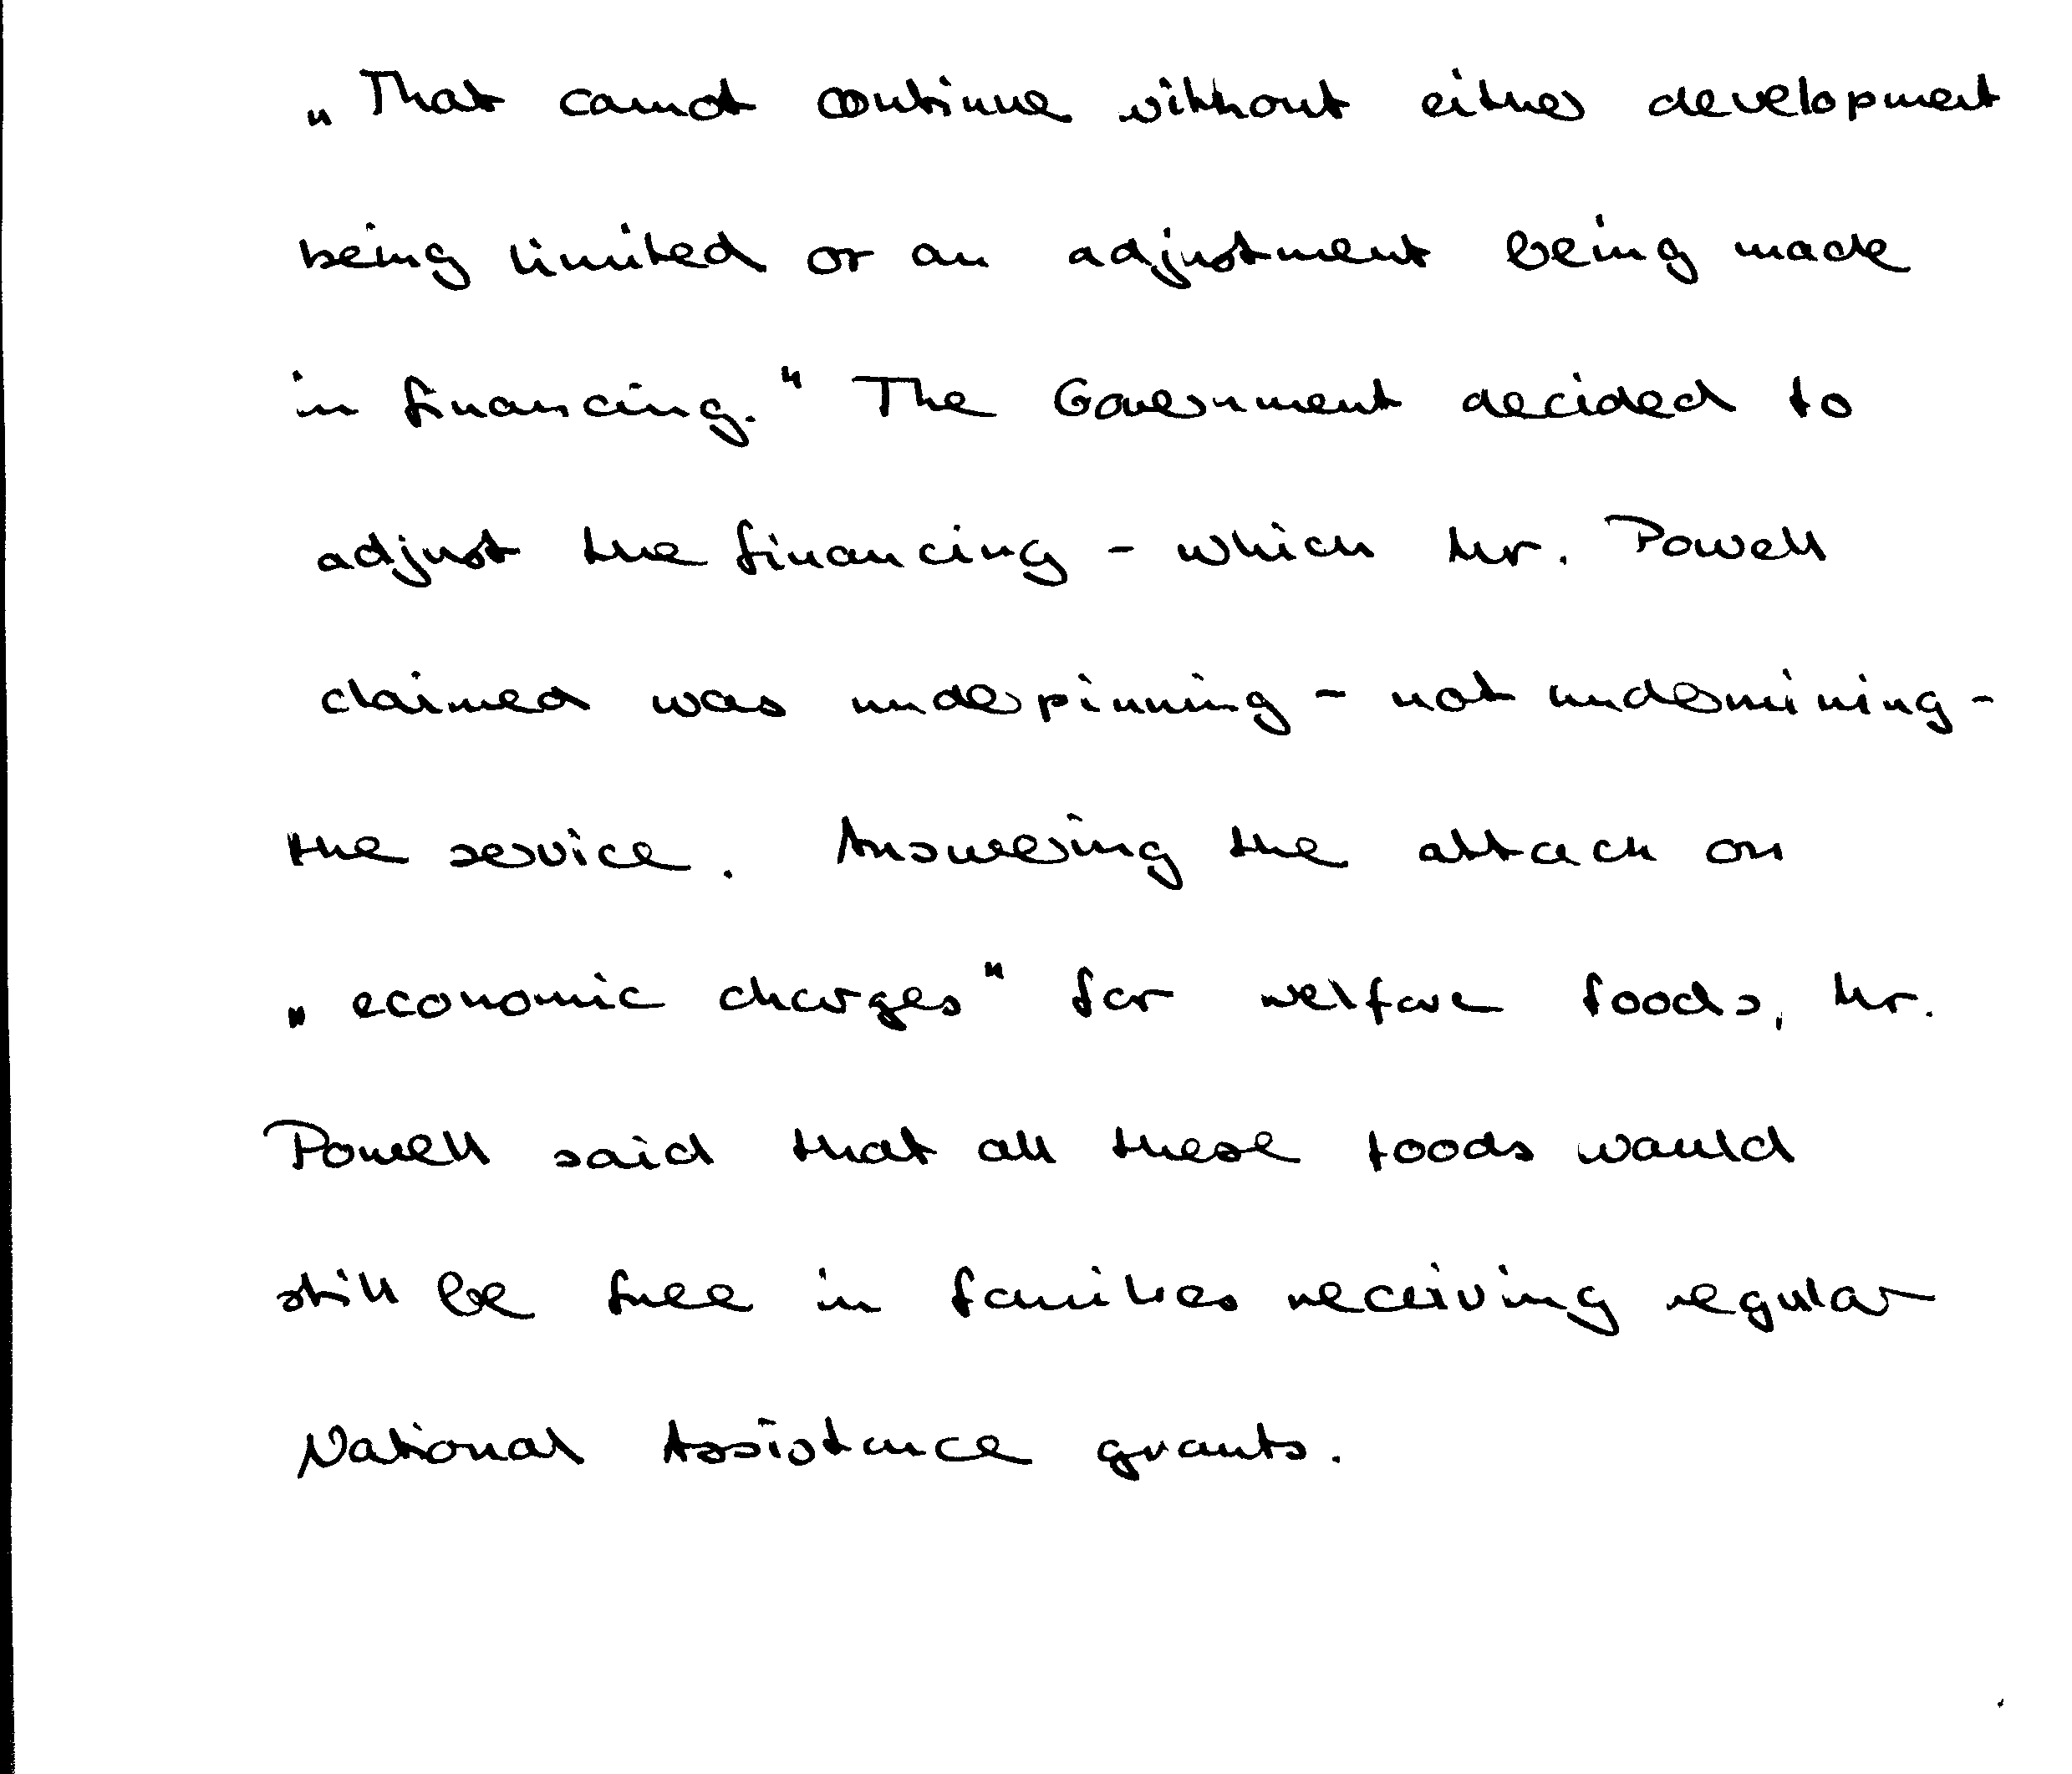 „That cannot continue without either development
being limited or an adjustment being made
in financing." The Government decided to
adjust the financing - which Mr. Powell
claimed was underpinning - not undermining -
the service. Answering the attack on
„economic charges" for welfare foods, Mr.
Powell said that all these foods would
still be free in families receiving regular
National Assistance grants.